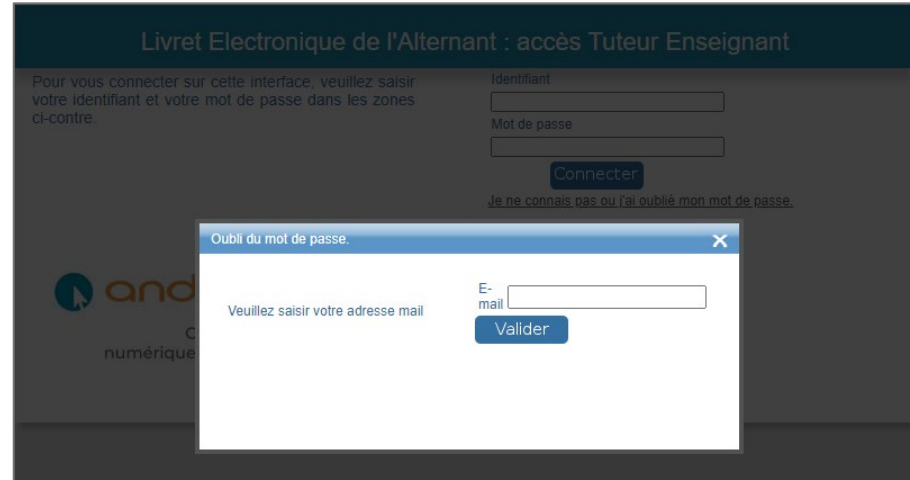 Livret Electronique de l'Alternant : accès Tuteur Enseignant
Pour vous connecter sur cette interface, veuillez saisir
votre identifiant et votre mot de passe dans les zones
ci-contre.
Identifiant
Mot de passe
Connecter
Je ne connais pas ou j'ai oublié mon mot de passe.
Oubli du mot de passe.
Veuillez saisir votre adresse mail
E-
mail
Valider
and
C
numérique